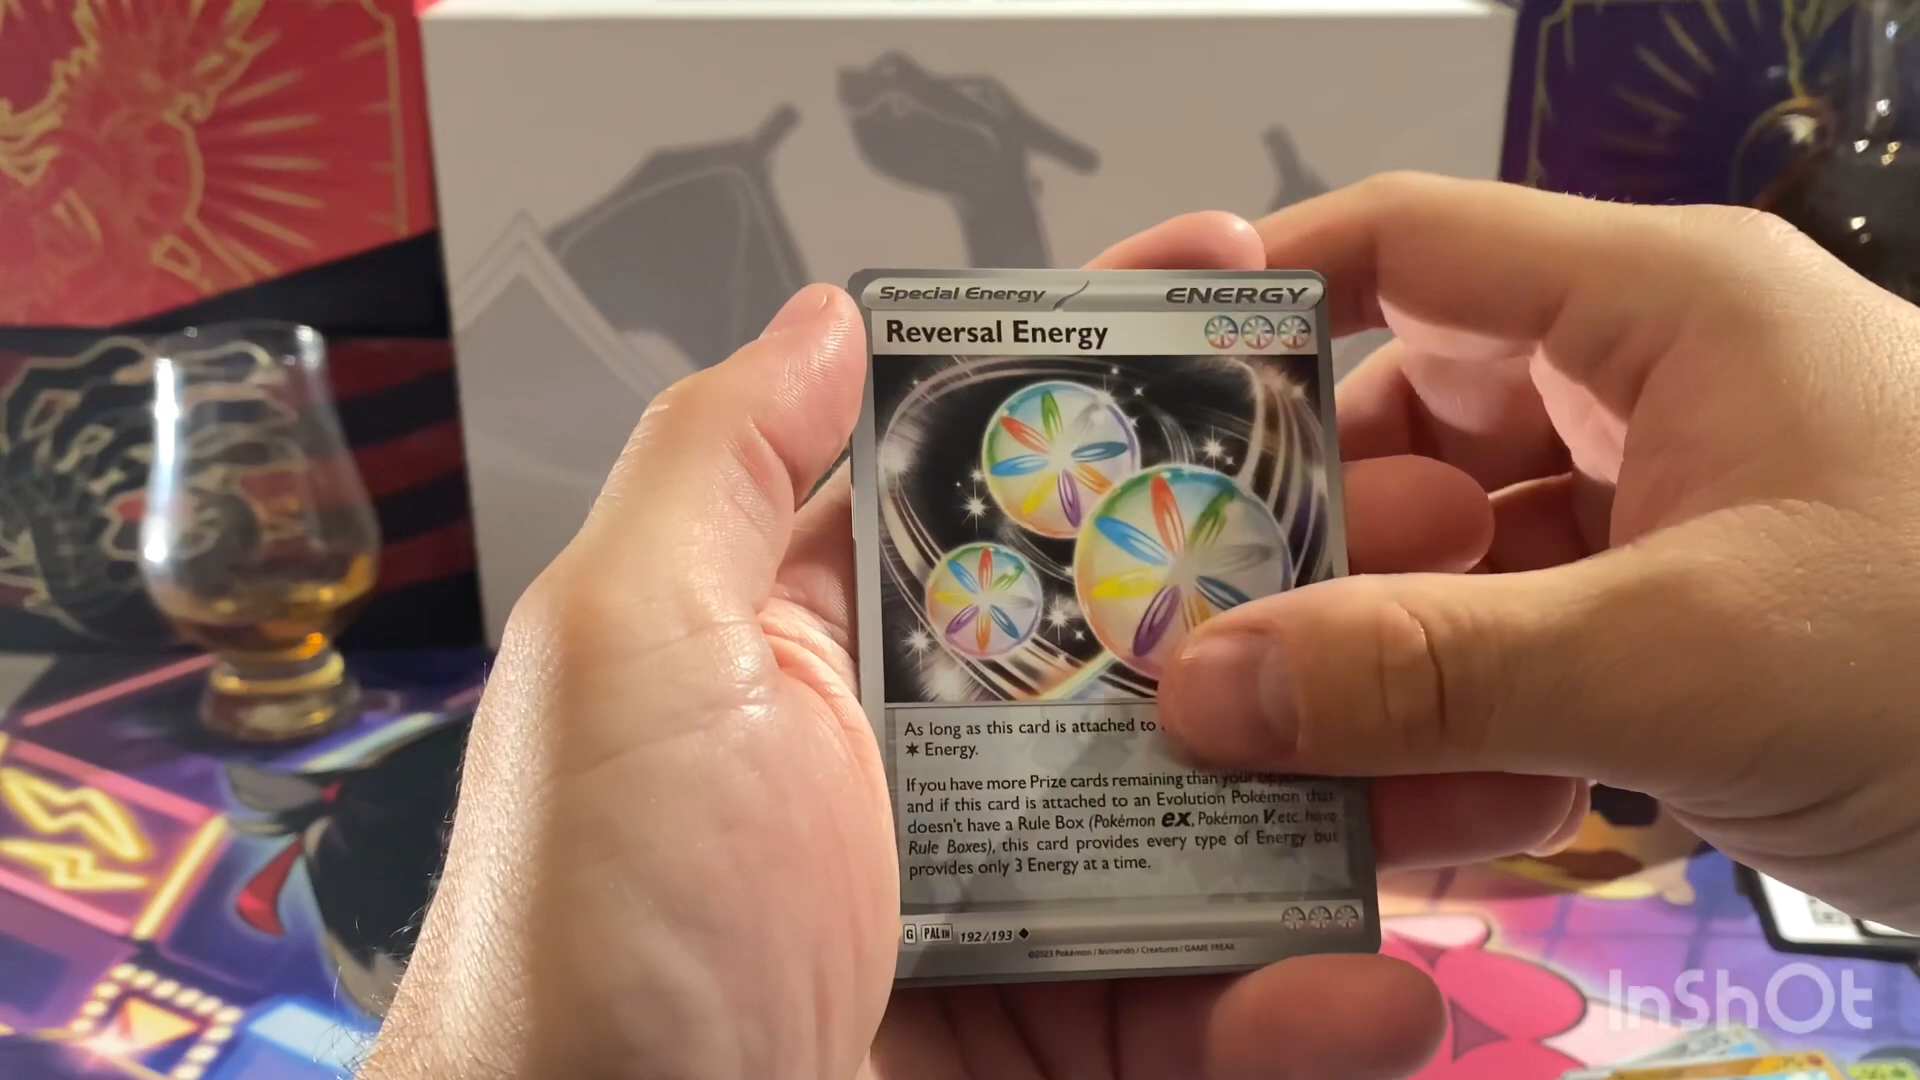 Special Energy
ENERGY
Reversal Energy
As long as this card is attached to
Energy.
If you have more Prize cards remaining than your
and if this card is attached to an Evolution Pokémon that
doesn't have a Rule Box (Pokémon ex, Pokémon V, etc. have
Rule Boxes), this card provides every type of Energy but
provides only 3 Energy at a time.
G PAL EN 192/193
©2023 Pokémon / Nintendo / Creatures / GAME FREAK
InShOt